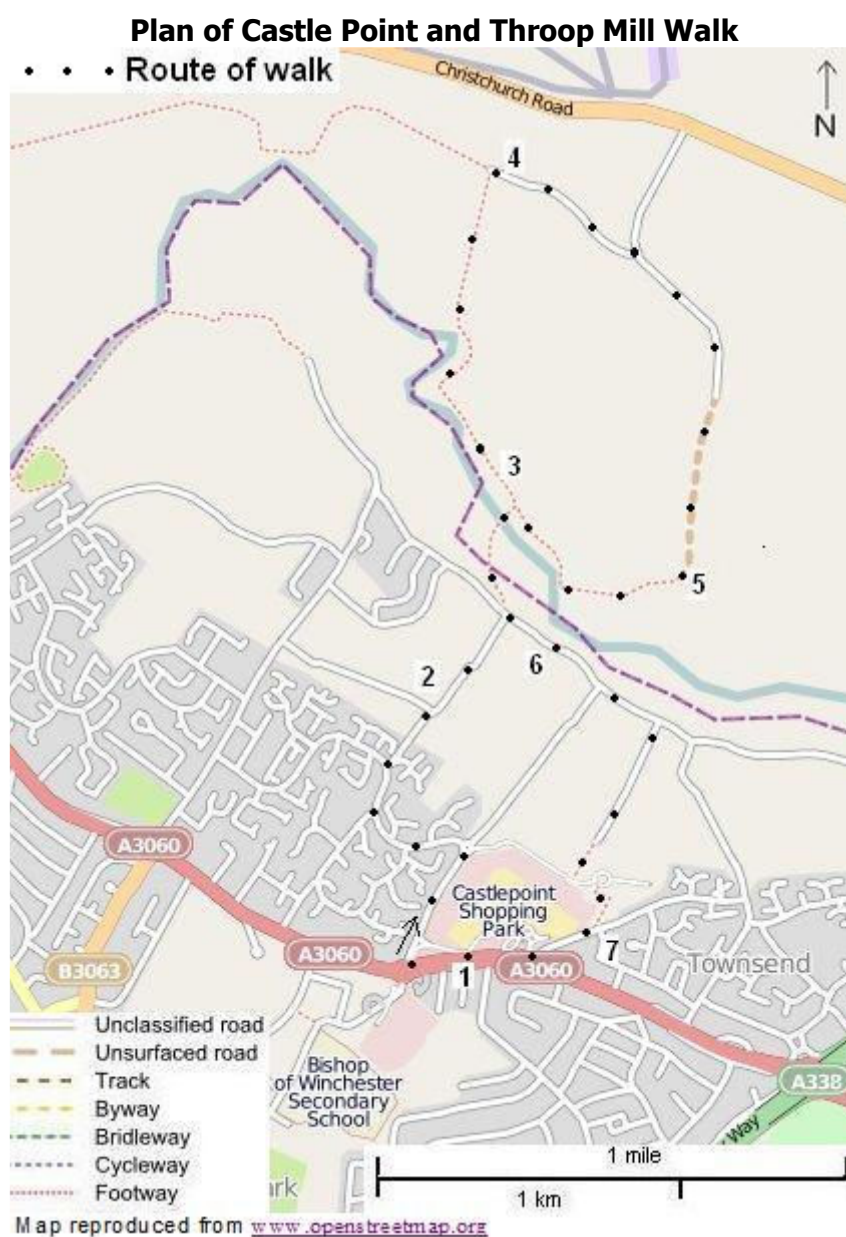 Plan of Castle Point and Throop Mill Walk
Route of walk
Christchurch Road
N
4
3
5
2
6
A3060
Castlepoint
Shopping
Park
A3060
1
A3060
7
Townsend
B3063
Unclassified road
Unsurfaced road
Track
Byway
Bridleway
Cycleway
Footway
Bishop
of Winchester
Secondary
School
A338
Way
ark
1 mile
1 km
Map reproduced from www.openstreetmap.org